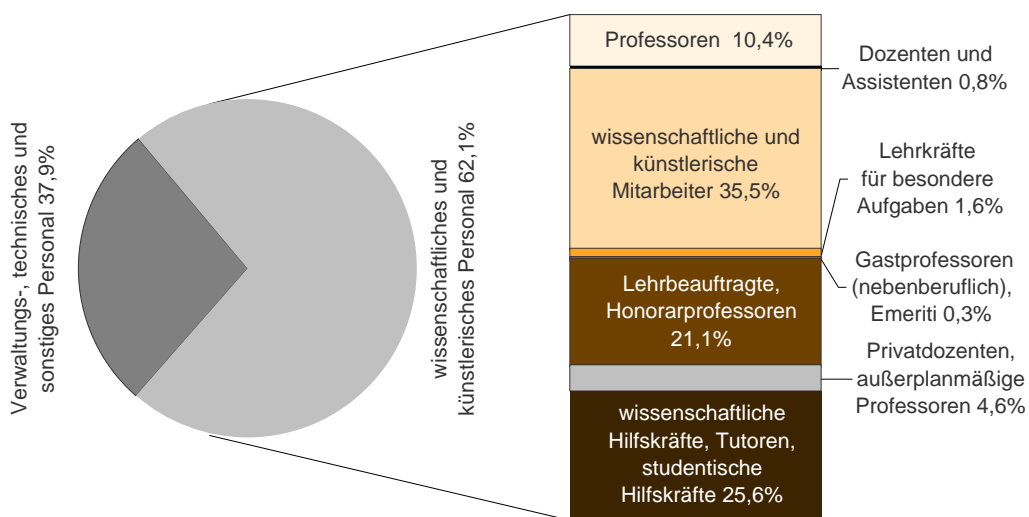 Verwaltungs-, technisches und
sonstiges Personal 37,9%
wissenschaftliches und
künstlerisches Personal 62,1%
Professoren 10,4%
Dozenten und
Assistenten 0,8%
wissenschaftliche und
künstlerische
Mitarbeiter 35,5%
Lehrkräfte
für besondere
Aufgaben 1,6%
Gastprofessoren
(nebenberuflich),
Emeriti 0,3%
Lehrbeauftragte,
Honorarprofessoren
21,1%
Privatdozenten,
außerplanmäßige
Professoren 4,6%
wissenschaftliche
Hilfskräfte, Tutoren,
studentische
Hilfskräfte 25,6%